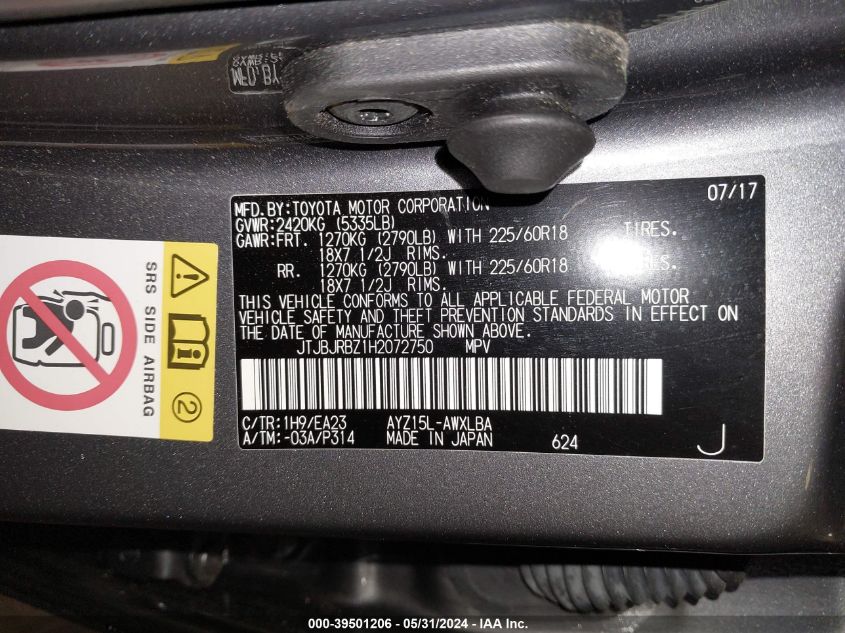 MFD.BY
MFD.BY:TOYOTA MOTOR CORPORATION 07/17
GVWR:2420KG (5335LB)
GAWR:FRT. 1270KG (2790LB) WITH 225/60R18 TIRES.
18X7 1/2J RIMS.
RR. 1270KG (2790LB) WITH 225/60R18 TIRES.
18X7 1/2J RIMS.
THIS VEHICLE CONFORMS TO ALL APPLICABLE FEDERAL MOTOR
VEHICLE SAFETY AND THEFT PREVENTION STANDARDS IN EFFECT ON
THE DATE OF MANUFACTURE SHOWN ABOVE.
JTJBJRBZ1H2072750 MPV
C/TR:1H9/EA23 AYZ15L-AWXLBA
A/TM:-03A/P314 MADE IN JAPAN 624 J
SRS SIDE AIRBAG
2
000-39501206 - 05/31/2024 - IAA Inc.